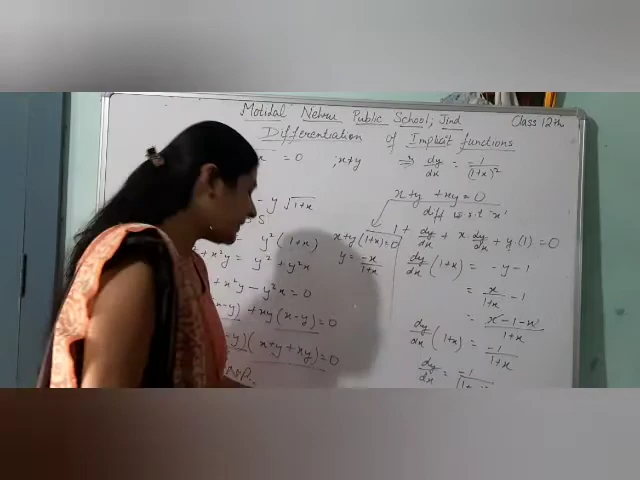 Motilal Nehru Public School, Jind
Class 12th
Differentiation of Implicit functions
x = 0 ; x≠y ⇒ dy/dx = -1/(1+x)²
- y √1+x
S
= y² (1+x)
+ x²y = y² + y²x
+ x²y - y²x = 0
x-y) + xy (x-y) = 0
-y) ( x+y + xy) = 0
x+y (1+x) = 0
y = -x/1+x
x+y + xy = 0
diff w.r.t 'x'
1 + dy/dx + x dy/dx + y (1) = 0
dy/dx (1+x) = - y - 1
= x/1+x - 1
= x - 1 - x/1+x
dy/dx (1+x) = -1/1+x
dy/dx = -1